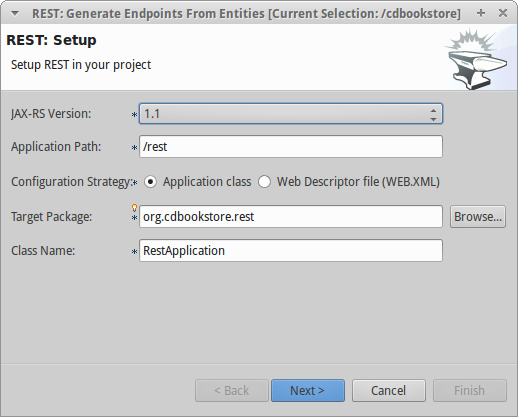 REST: Generate Endpoints From Entities [Current Selection: /cdbookstore]
REST: Setup
Setup REST in your project
JAX-RS Version: * 1.1
Application Path: * /rest
Configuration Strategy:* Application class Web Descriptor file (WEB.XML)
Target Package: * org.cdbookstore.rest Browse...
Class Name: * RestApplication
< Back Next > Cancel Finish